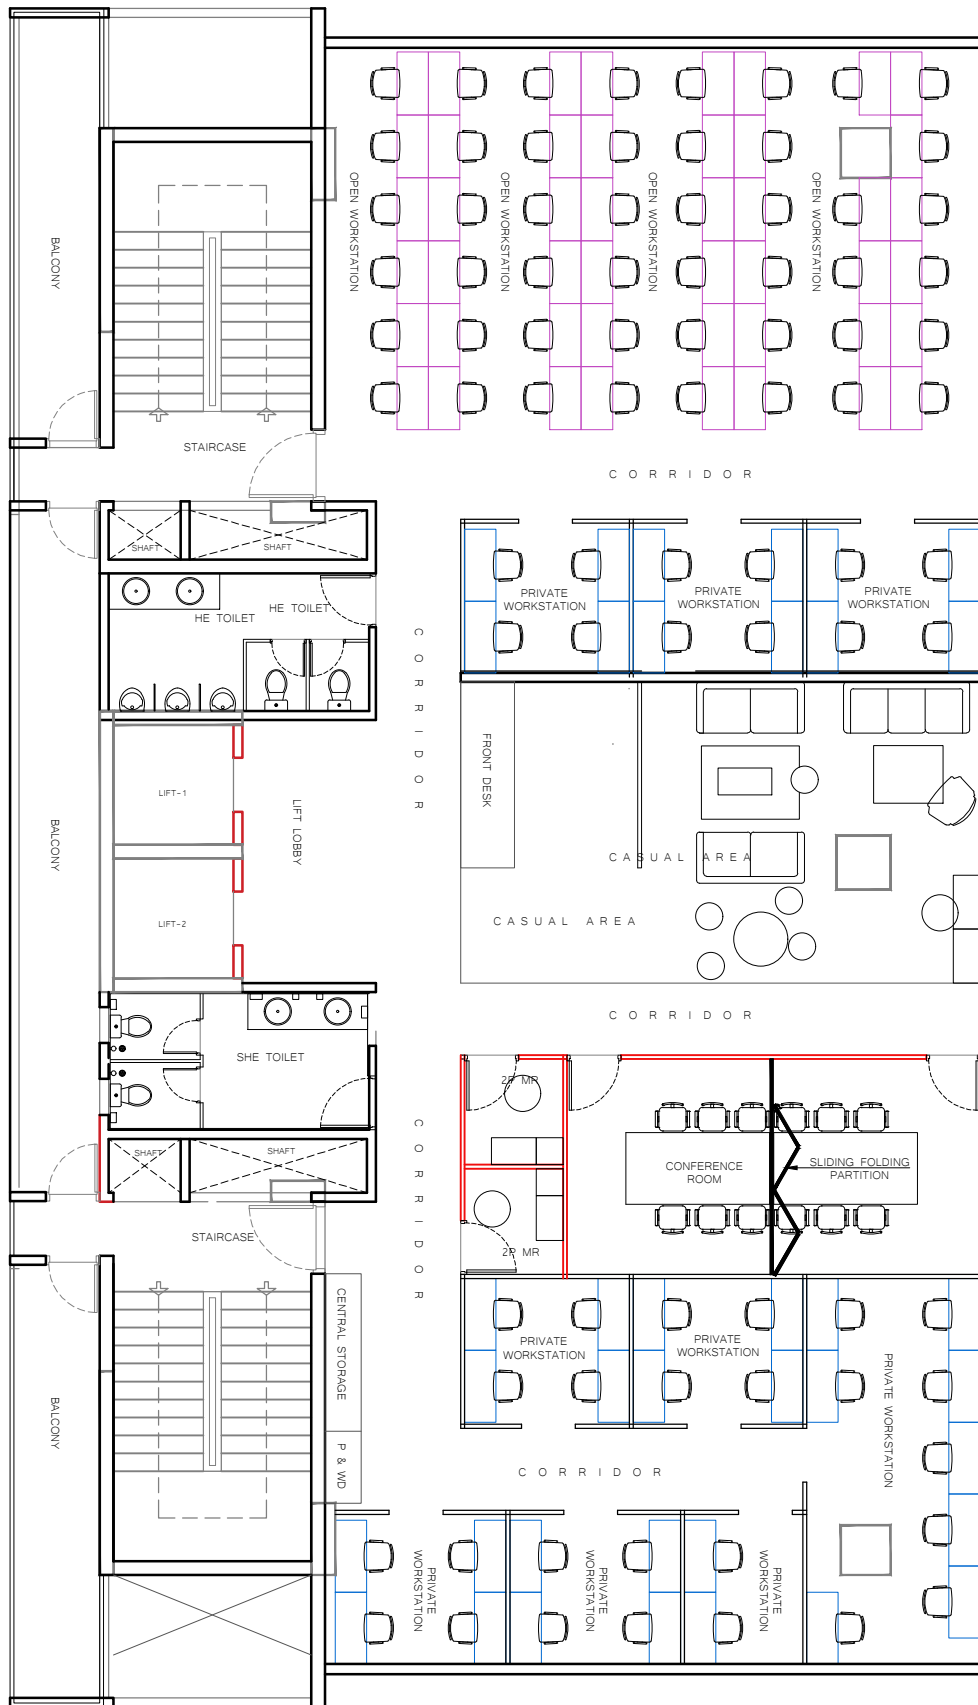 OPEN WORKSTATION
OPEN WORKSTATION
OPEN WORKSTATION
OPEN WORKSTATION
BALCONY
STAIRCASE
CORRIDOR
SHAFT
SHAFT
PRIVATE
WORKSTATION
PRIVATE
WORKSTATION
PRIVATE
WORKSTATION
HE TOILET
HE TOILET
CORRIDOR
FRONT DESK
LIFT-1
LIFT LOBBY
BALCONY
CASUAL AREA
CASUAL AREA
LIFT-2
CORRIDOR
SHE TOILET
2P MR
SHAFT
SHAFT
CORRIDOR
CONFERENCE
ROOM
SLIDING FOLDING
PARTITION
STAIRCASE
2P MR
CENTRAL STORAGE
PRIVATE
WORKSTATION
PRIVATE
WORKSTATION
PRIVATE WORKSTATION
BALCONY
P & WD
CORRIDOR
PRIVATE
WORKSTATION
PRIVATE
WORKSTATION
PRIVATE
WORKSTATION